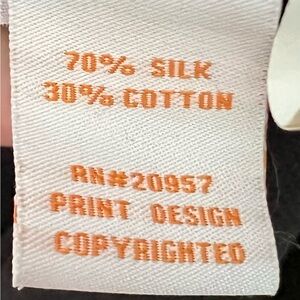 70% SILK
30% COTTON
RN#20957
PRINT DESIGN
COPYRIGHTED